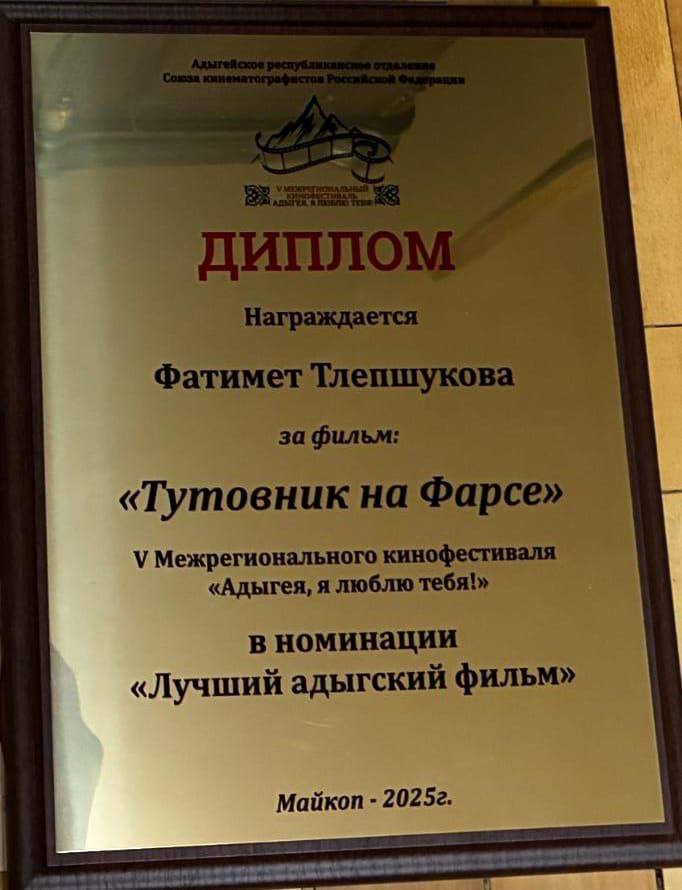 Адыгейское республиканское отделение
Союза кинематографистов Российской Федерации
V МЕЖРЕГИОНАЛЬНЫЙ
КИНОФЕСТИВАЛЬ
АДЫГЕЯ, Я ЛЮБЛЮ ТЕБЯ!
ДИПЛОМ
Награждается
Фатимет Тлепшукова
за фильм:
«Тутовник на Фарсе»
V Межрегионального кинофестиваля
«Адыгея, я люблю тебя!»
в номинации
«Лучший адыгский фильм»
Майкоп - 2025г.